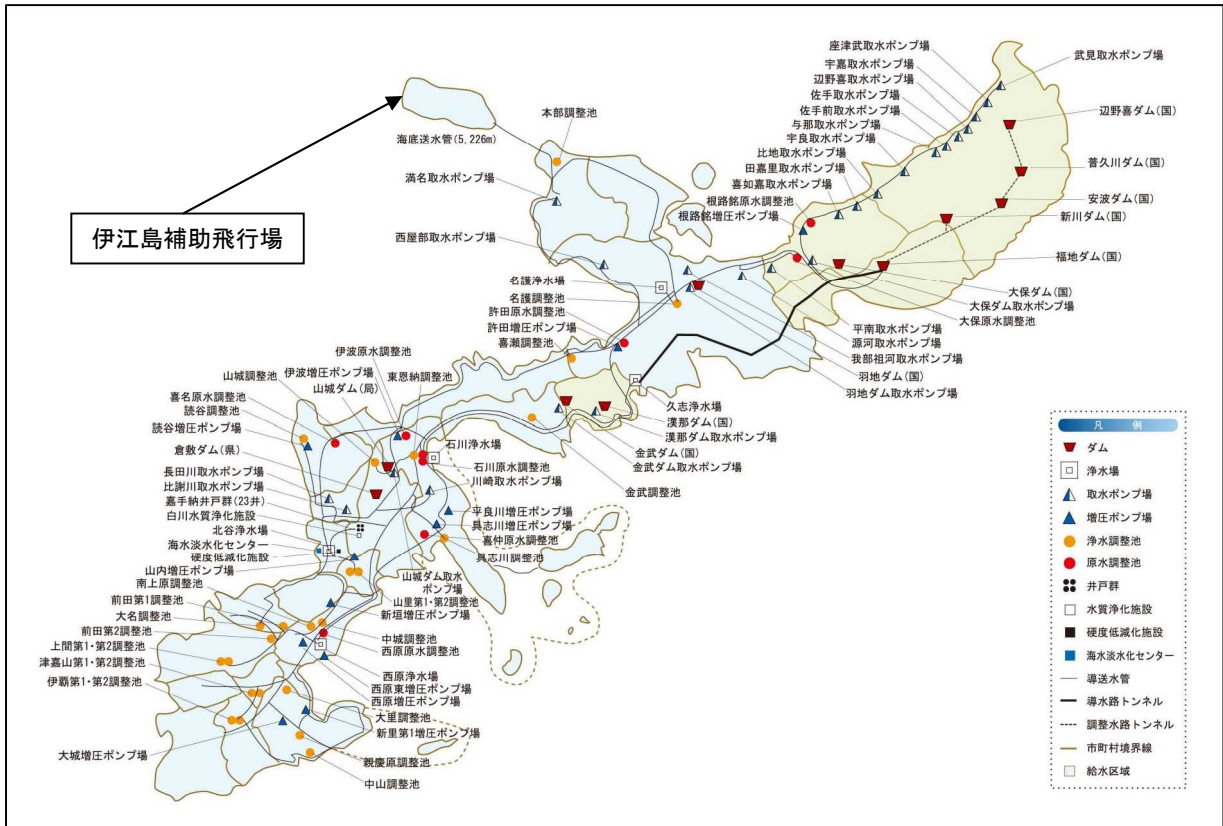 伊江島補助飛行場
海底送水管(5,226m)
本部調整池
満名取水ポンプ場
西屋部取水ポンプ場
名護浄水場
名護調整池
許田原水調整池
許田増圧ポンプ場
喜瀬調整池
座津武取水ポンプ場
宇嘉取水ポンプ場
辺野喜取水ポンプ場
佐手取水ポンプ場
佐手前取水ポンプ場
与那取水ポンプ場
宇良取水ポンプ場
比地取水ポンプ場
田嘉里取水ポンプ場
喜如嘉取水ポンプ場
根路銘原水調整池
根路銘増圧ポンプ場
武見取水ポンプ場
辺野喜ダム(国)
普久川ダム(国)
安波ダム(国)
新川ダム(国)
福地ダム(国)
大保ダム(国)
大保ダム取水ポンプ場
大保原水調整池
平南取水ポンプ場
源河取水ポンプ場
我部祖河取水ポンプ場
羽地ダム(国)
羽地ダム取水ポンプ場
久志浄水場
漢那ダム(国)
漢那ダム取水ポンプ場
金武ダム(国)
金武ダム取水ポンプ場
金武調整池
伊波原水調整池
伊波増圧ポンプ場
東恩納調整池
山城調整池
山城ダム(局)
喜名原水調整池
読谷調整池
読谷増圧ポンプ場
倉敷ダム(県)
長田川取水ポンプ場
比謝川取水ポンプ場
嘉手納井戸群(23井)
白川水質浄化施設
北谷浄水場
海水淡水化センター
硬度低減化施設
山内増圧ポンプ場
南上原調整池
前田第1調整池
大名調整池
前田第2調整池
上間第1・第2調整池
津嘉山第1・第2調整池
伊覇第1・第2調整池
大城増圧ポンプ場
石川浄水場
石川原水調整池
川崎取水ポンプ場
平良川増圧ポンプ場
具志川増圧ポンプ場
喜仲原水調整池
具志川調整池
山城ダム取水
ポンプ場
山里第1・第2調整池
新垣増圧ポンプ場
中城調整池
西原原水調整池
西原浄水場
西原東増圧ポンプ場
西原増圧ポンプ場
大里調整池
新里第1増圧ポンプ場
親慶原調整池
中山調整池
凡 例
ダム
浄水場
取水ポンプ場
増圧ポンプ場
浄水調整池
原水調整池
井戸群
水質浄化施設
硬度低減化施設
海水淡水化センター
導送水管
導水路トンネル
調整水路トンネル
市町村境界線
給水区域